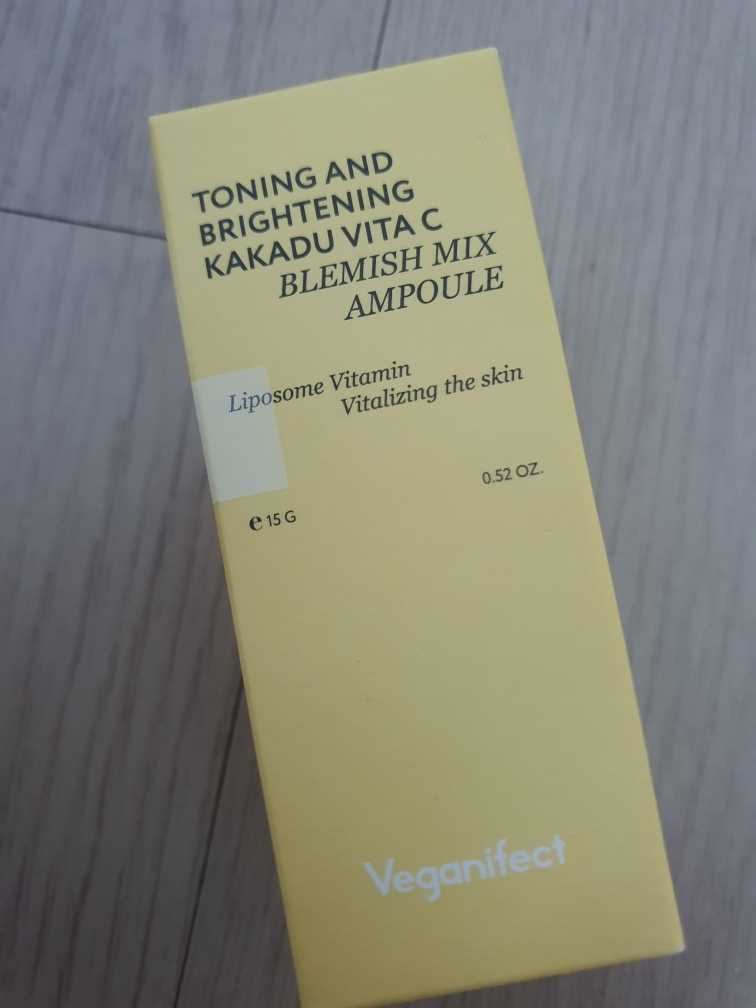 TONING AND
BRIGHTENING
KAKADU VITA C
BLEMISH MIX
AMPOULE
Liposome Vitamin
Vitalizing the skin
0.52 OZ.
e 15 G
Veganifect